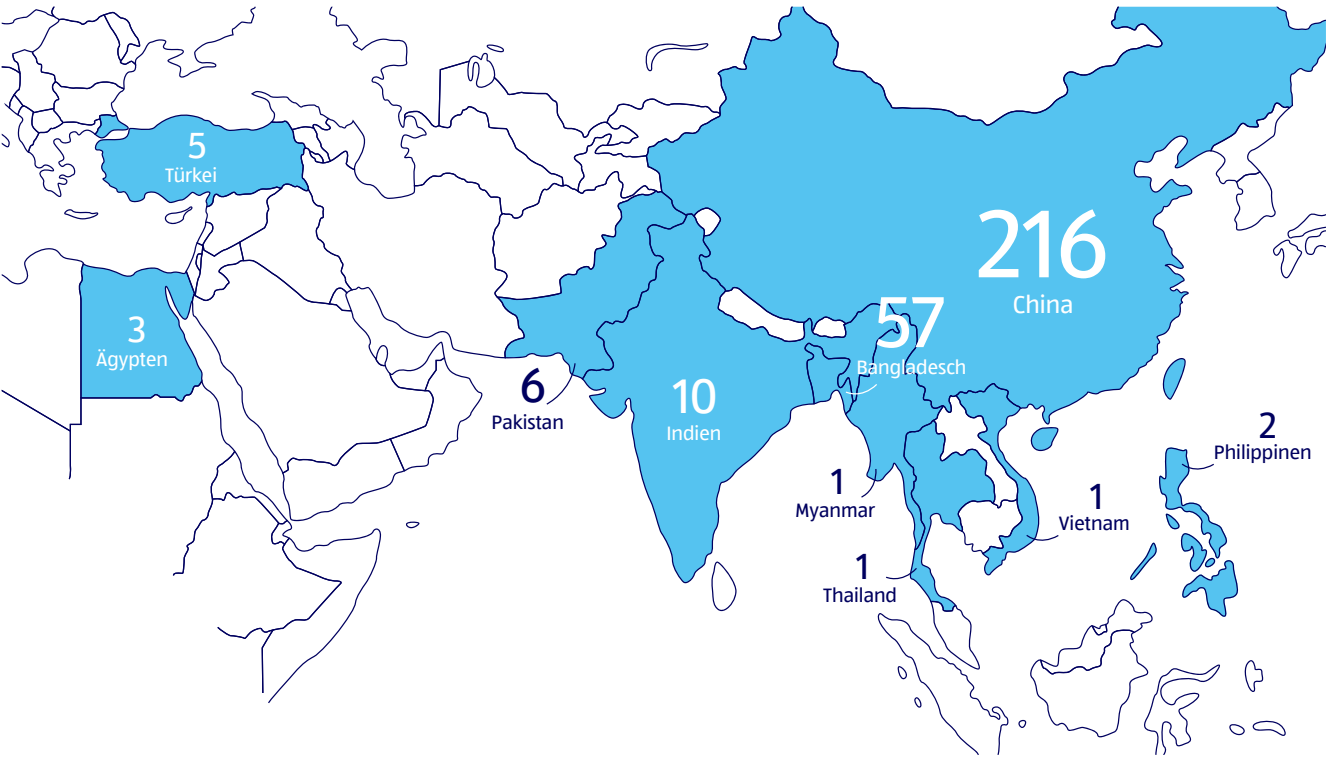 5
Türkei
216
China
57
Bangladesch
3
Ägypten
6
Pakistan
10
Indien
2
Philippinen
1
Myanmar
1
Vietnam
1
Thailand